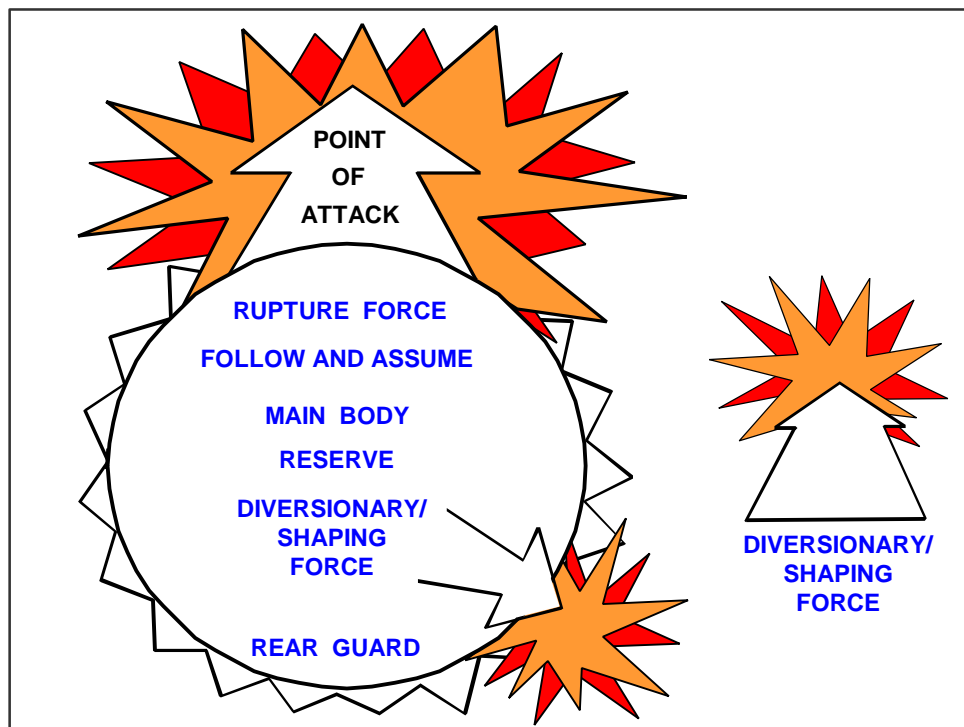 POINT
OF
ATTACK
RUPTURE FORCE
FOLLOW AND ASSUME
MAIN BODY
RESERVE
DIVERSIONARY/
SHAPING
FORCE
REAR GUARD
DIVERSIONARY/
SHAPING
FORCE